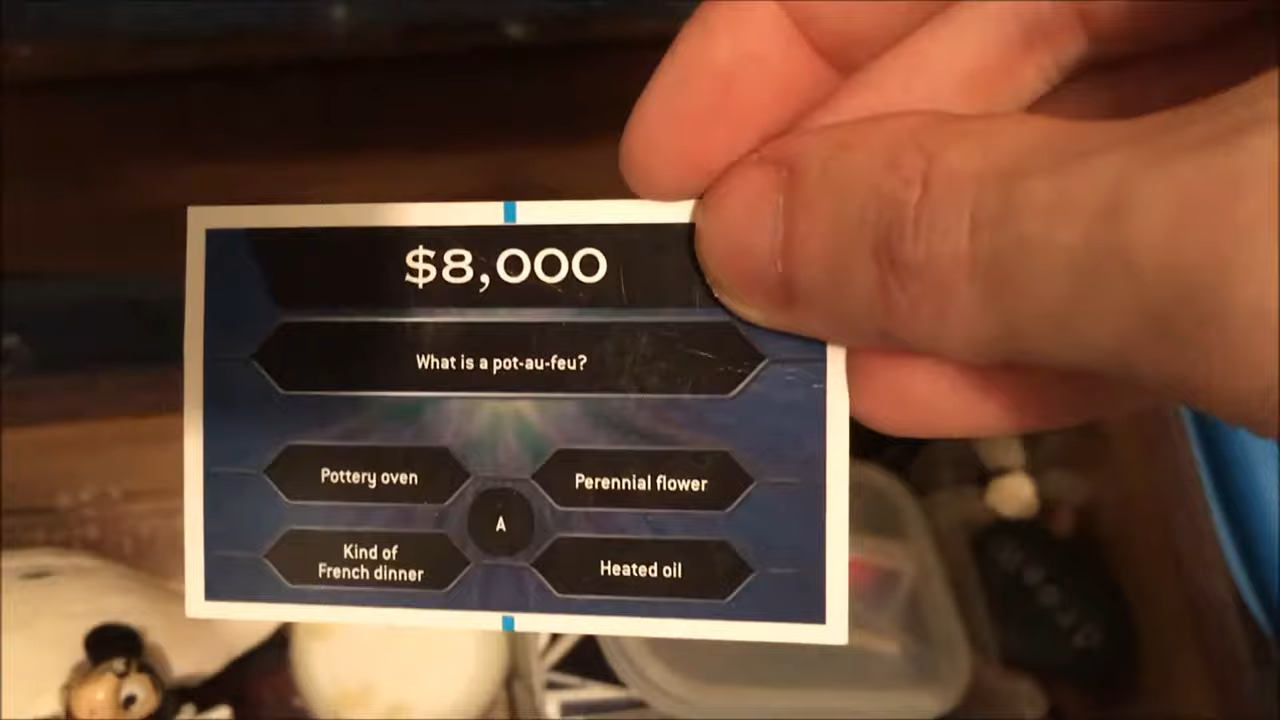 $8,000
What is a pot-au-feu?
Pottery oven
Perennial flower
A
Kind of
French dinner
Heated oil